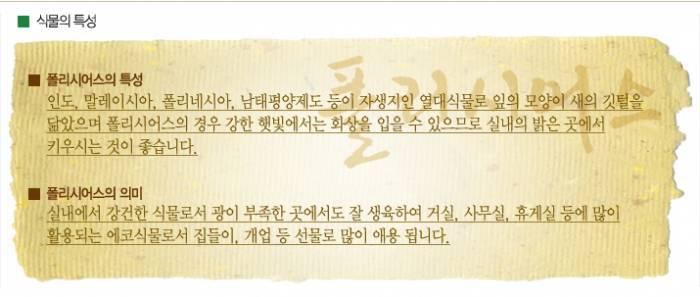 ■ 식물의 특성
폴리시어스
■ 폴리시어스의 특성
인도, 말레이시아, 폴리네시아, 남태평양제도 등이 자생지인 열대식물로 잎의 모양이 새의 깃털을
닮았으며 폴리시어스의 경우 강한 햇빛에서는 화상을 입을 수 있으므로 실내의 밝은 곳에서
키우시는 것이 좋습니다.
■ 폴리시어스의 의미
실내에서 강건한 식물로서 광이 부족한 곳에서도 잘 생육하여 거실, 사무실, 휴게실 등에 많이
활용되는 에코식물로서 집들이, 개업 등 선물로 많이 애용 됩니다.